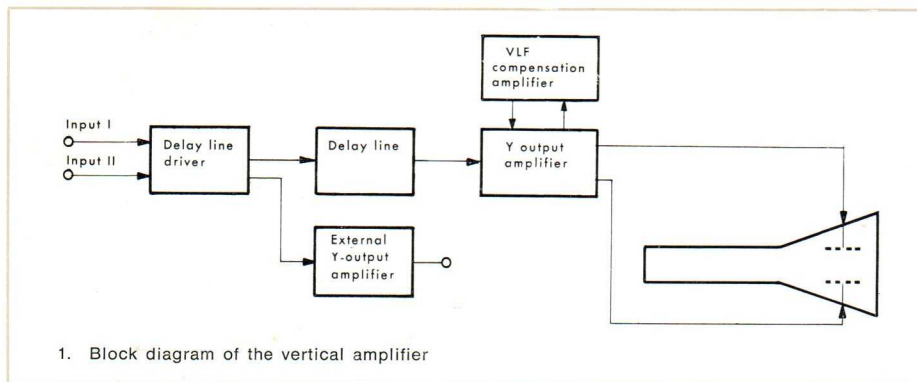 VLF
compensation
amplifier
Input I
Input II
Delay line
driver
Delay line
Y output
amplifier
External
Y-output
amplifier
1. Block diagram of the vertical amplifier